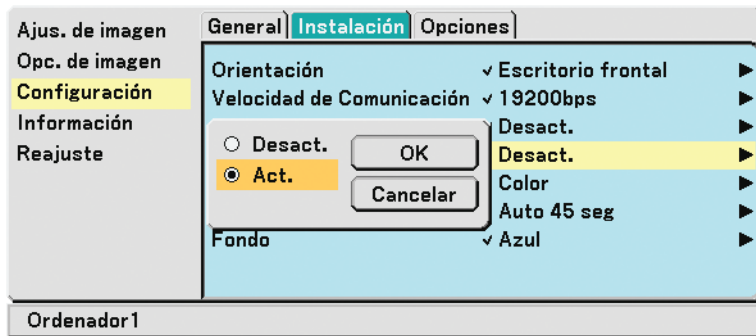 Ajus. de imagen
Opc. de imagen
Configuración
Información
Reajuste
General Instalación Opciones
Orientación ✓ Escritorio frontal
Velocidad de Comunicación ✓ 19200bps
Desact.
Desact.
Color
Auto 45 seg
Fondo ✓ Azul
Desact.
Act.
OK
Cancelar
Ordenador1